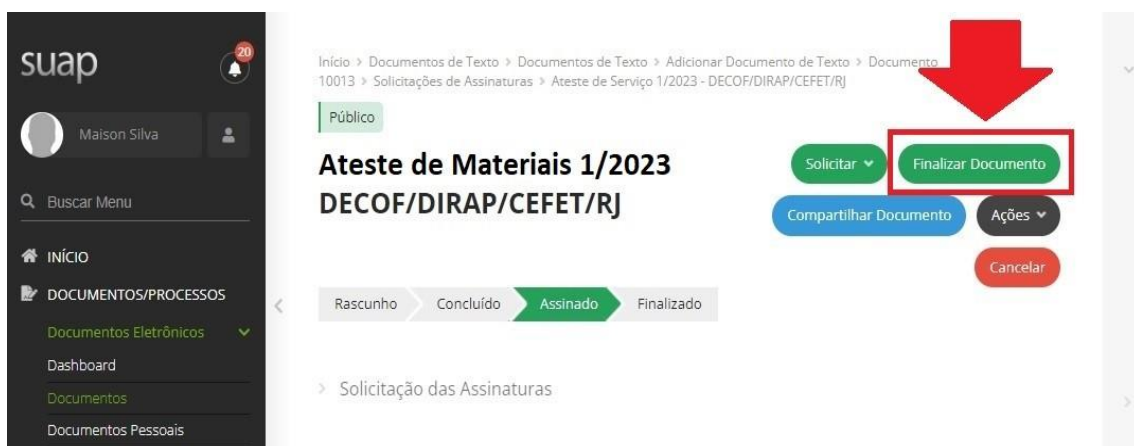 suap
20
Maison Silva
Buscar Menu
INÍCIO
DOCUMENTOS/PROCESSOS
Documentos Eletrônicos
Dashboard
Documentos
Documentos Pessoais
Início > Documentos de Texto > Documentos de Texto > Adicionar Documento de Texto > Documento
10013 > Solicitações de Assinaturas > Ateste de Serviço 1/2023 - DECOF/DIRAP/CEFET/RJ
Público
Ateste de Materiais 1/2023
DECOF/DIRAP/CEFET/RJ
Solicitar
Finalizar Documento
Compartilhar Documento
Ações
Cancelar
Rascunho Concluído Assinado Finalizado
Solicitação das Assinaturas